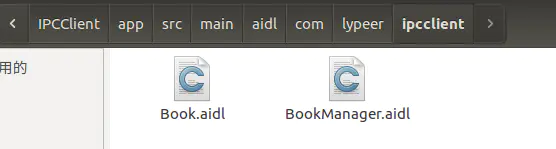 IPCClient app src main aidl com lypeer ipcclient
用的
Book.aidl BookManager.aidl